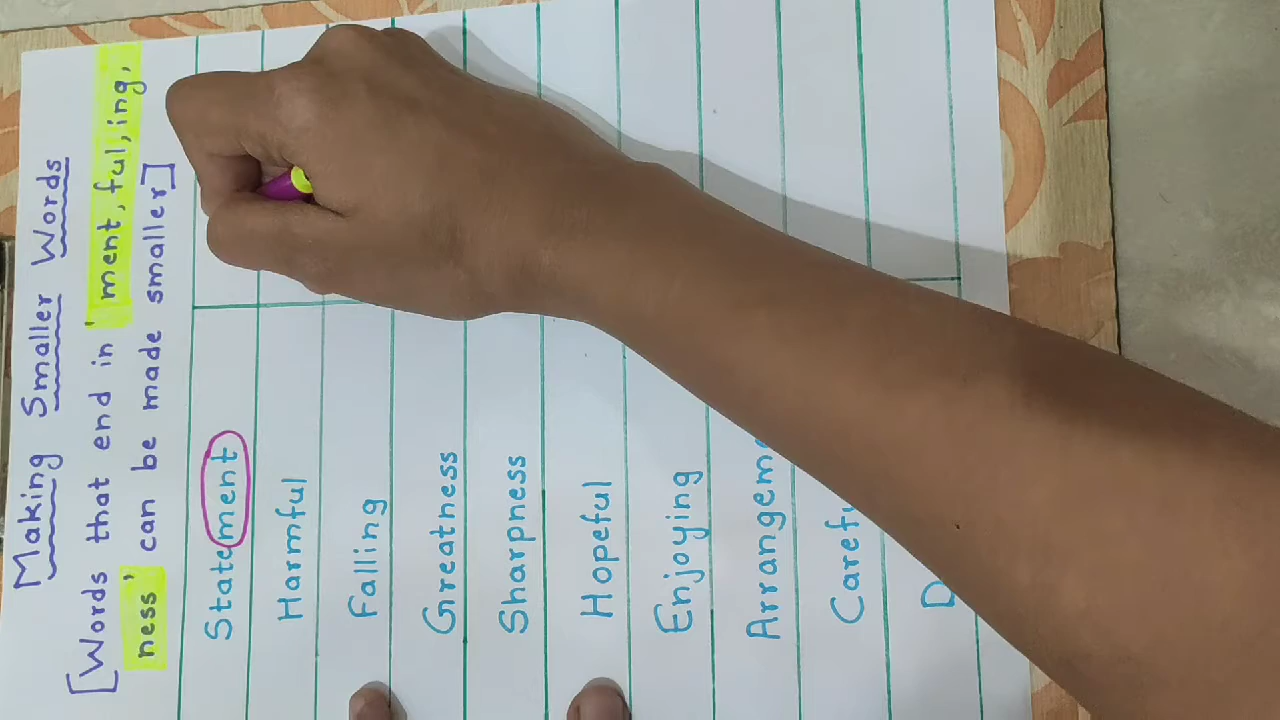 Making Smaller Words
[Words that end in 'ment, ful, ing,
ness' can be made smaller]
Statement
Harmful
Falling
Greatness
Sharpness
Hopeful
Enjoying